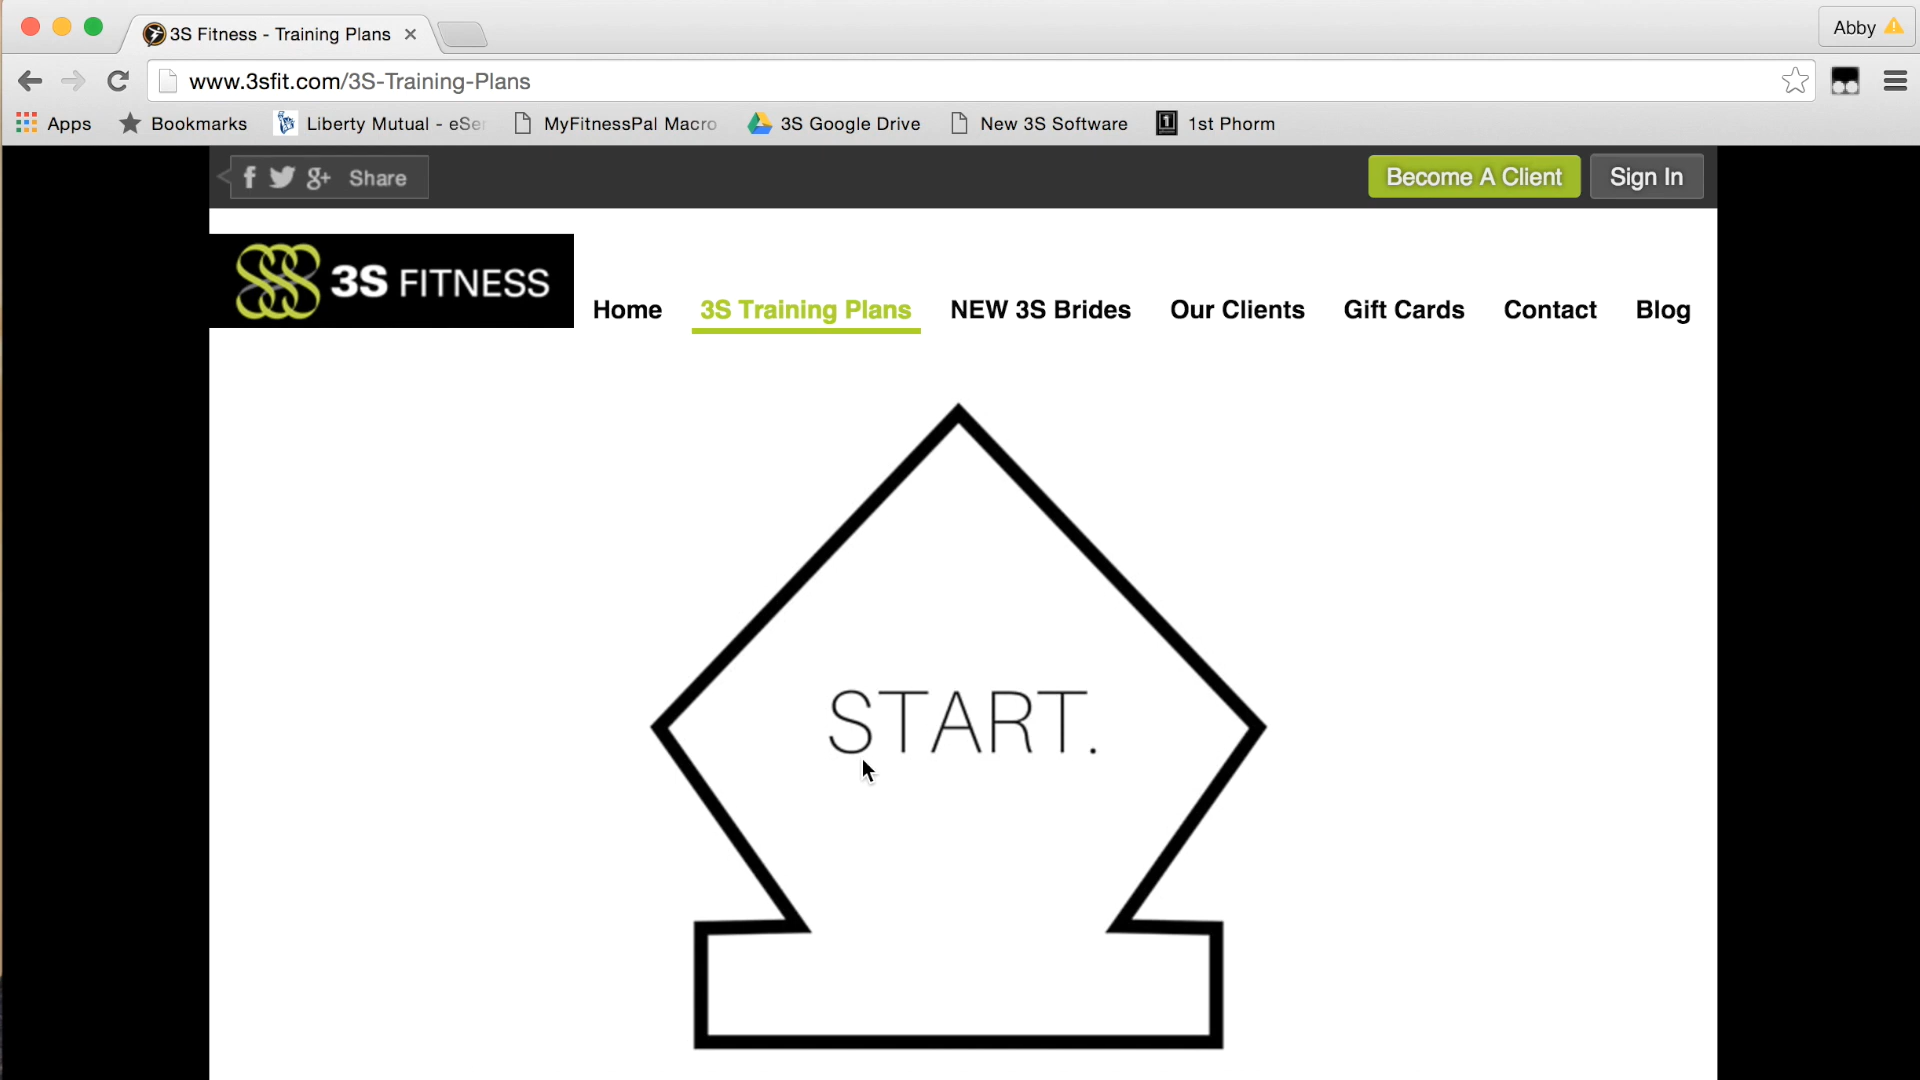 3S Fitness - Training Plans
Abby
www.3sfit.com/3S-Training-Plans
Apps Bookmarks Liberty Mutual - eSer MyFitnessPal Macro 3S Google Drive New 3S Software 1st Phorm
Share Become A Client Sign In
3S FITNESS
Home 3S Training Plans NEW 3S Brides Our Clients Gift Cards Contact Blog
START.